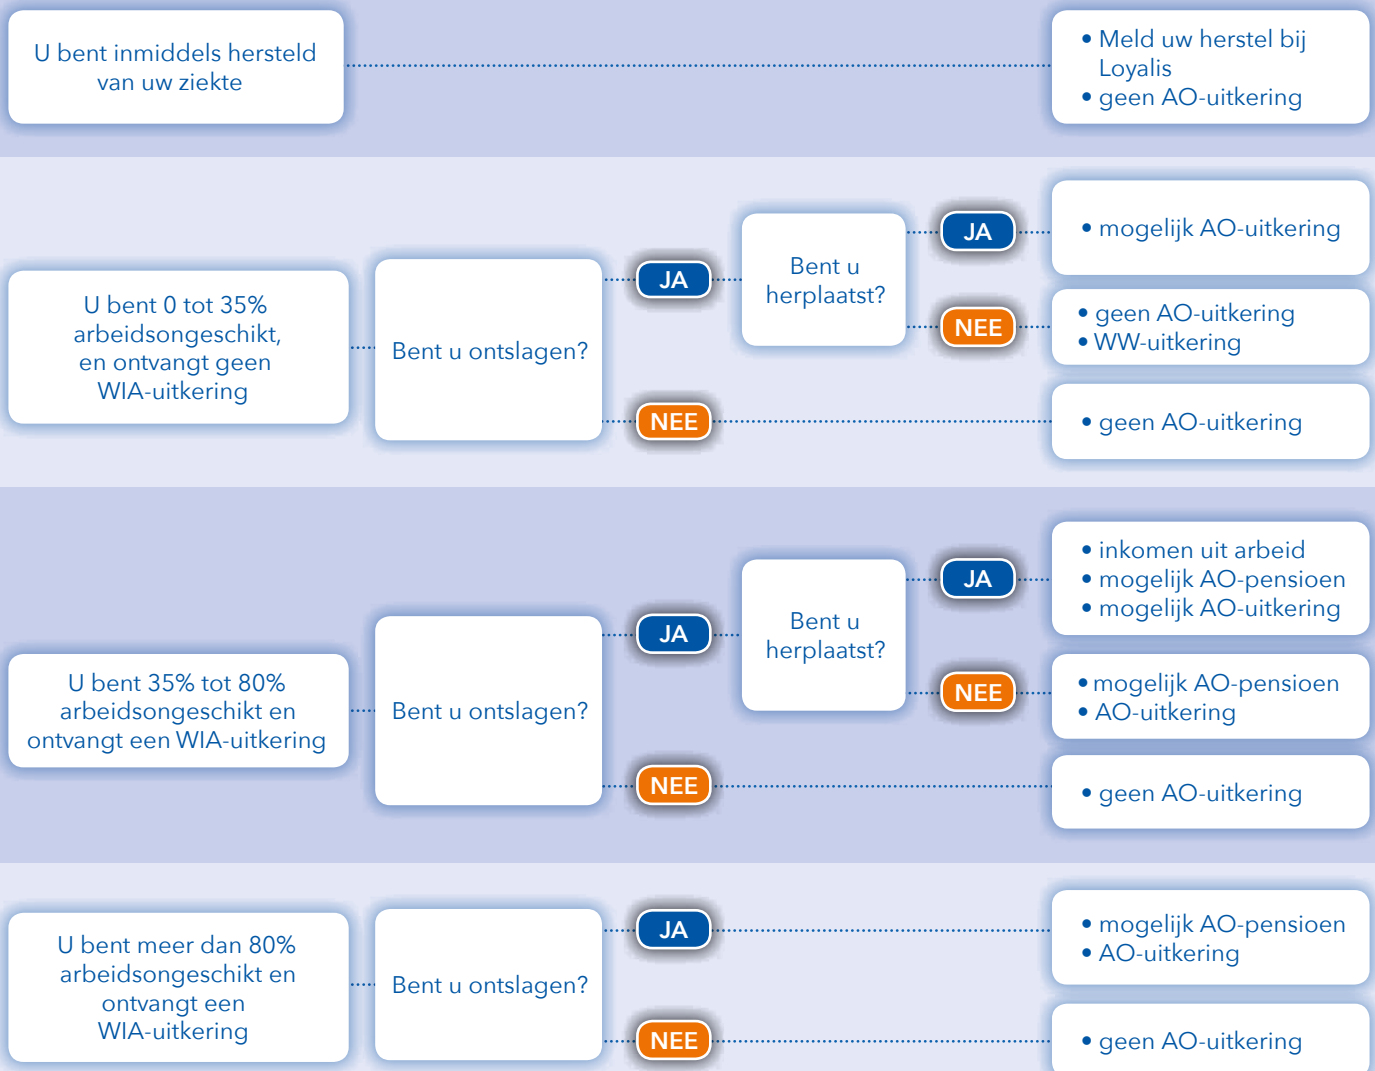 U bent inmiddels hersteld
van uw ziekte
• Meld uw herstel bij
Loyalis
• geen AO-uitkering
U bent 0 tot 35%
arbeidsongeschikt,
en ontvangt geen
WIA-uitkering
Bent u ontslagen?
JA
Bent u
herplaatst?
JA
• mogelijk AO-uitkering
NEE
• geen AO-uitkering
• WW-uitkering
NEE
• geen AO-uitkering
U bent 35% tot 80%
arbeidsongeschikt en
ontvangt een WIA-uitkering
Bent u ontslagen?
JA
Bent u
herplaatst?
JA
• inkomen uit arbeid
• mogelijk AO-pensioen
• mogelijk AO-uitkering
NEE
• mogelijk AO-pensioen
• AO-uitkering
NEE
• geen AO-uitkering
U bent meer dan 80%
arbeidsongeschikt en
ontvangt een
WIA-uitkering
Bent u ontslagen?
JA
• mogelijk AO-pensioen
• AO-uitkering
NEE
• geen AO-uitkering